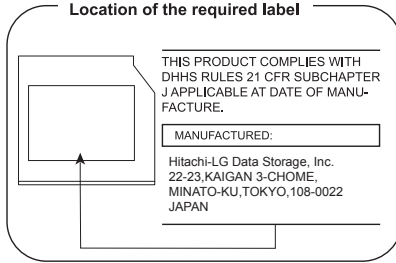 Location of the required label
THIS PRODUCT COMPLIES WITH
DHHS RULES 21 CFR SUBCHAPTER
J APPLICABLE AT DATE OF MANU-
FACTURE.
MANUFACTURED:
Hitachi-LG Data Storage, Inc.
22-23,KAIGAN 3-CHOME,
MINATO-KU,TOKYO,108-0022
JAPAN